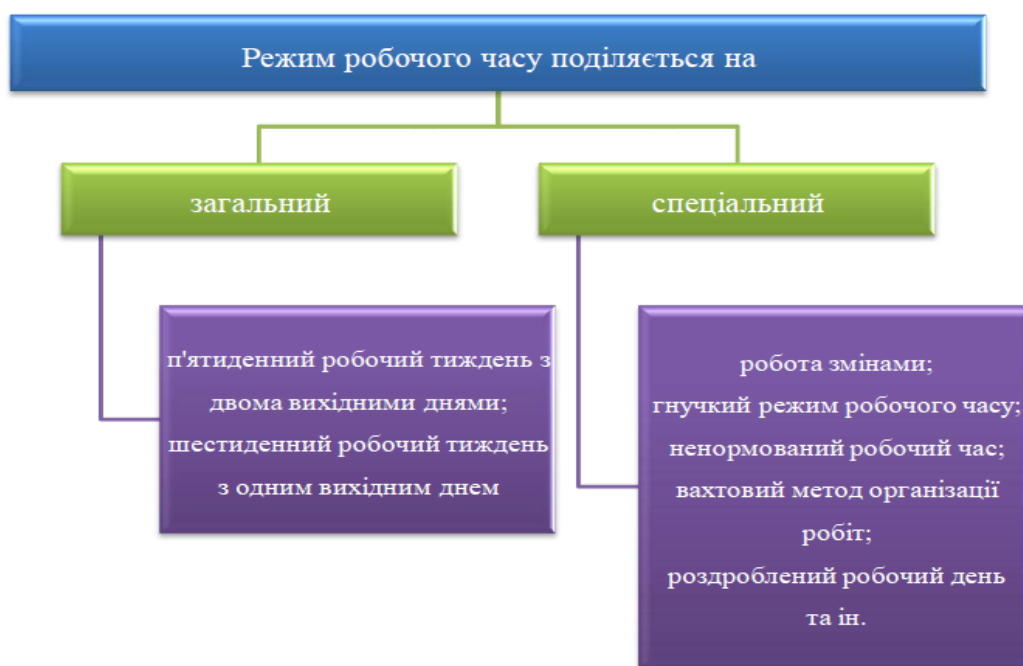 Режим робочого часу поділяється на
загальний
спеціальний
п'ятиденний робочий тиждень з
двома вихідними днями;
шестиденний робочий тиждень
з одним вихідним днем
робота змінами;
гнучкий режим робочого часу;
ненормований робочий час;
вахтовий метод організації
робіт;
роздроблений робочий день
та ін.